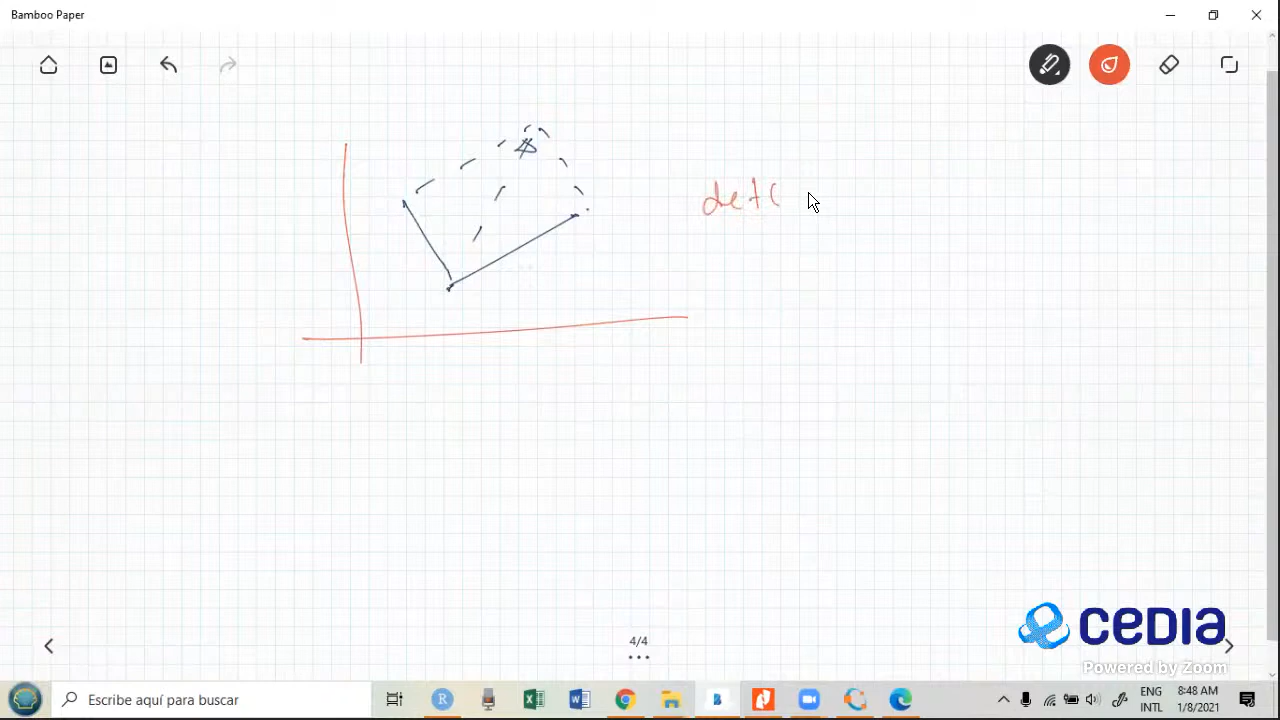 Bamboo Paper
det(
4/4
cedia
Powered by Zoom
Escribe aquí para buscar
ENG
INTL
8:48 AM
1/8/2021